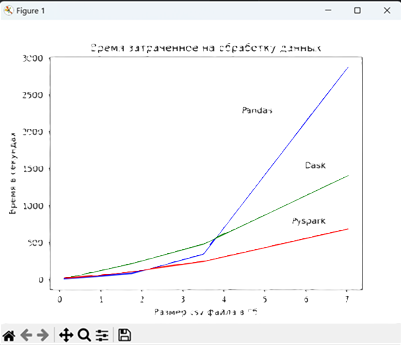 Figure 1
Время затраченное на обработку данных
3000
2500
2000
1500
1000
500
0
Время в секундах
Pandas
Dask
Pyspark
0 1 2 3 4 5 6 7
Размер csv файла в Гб